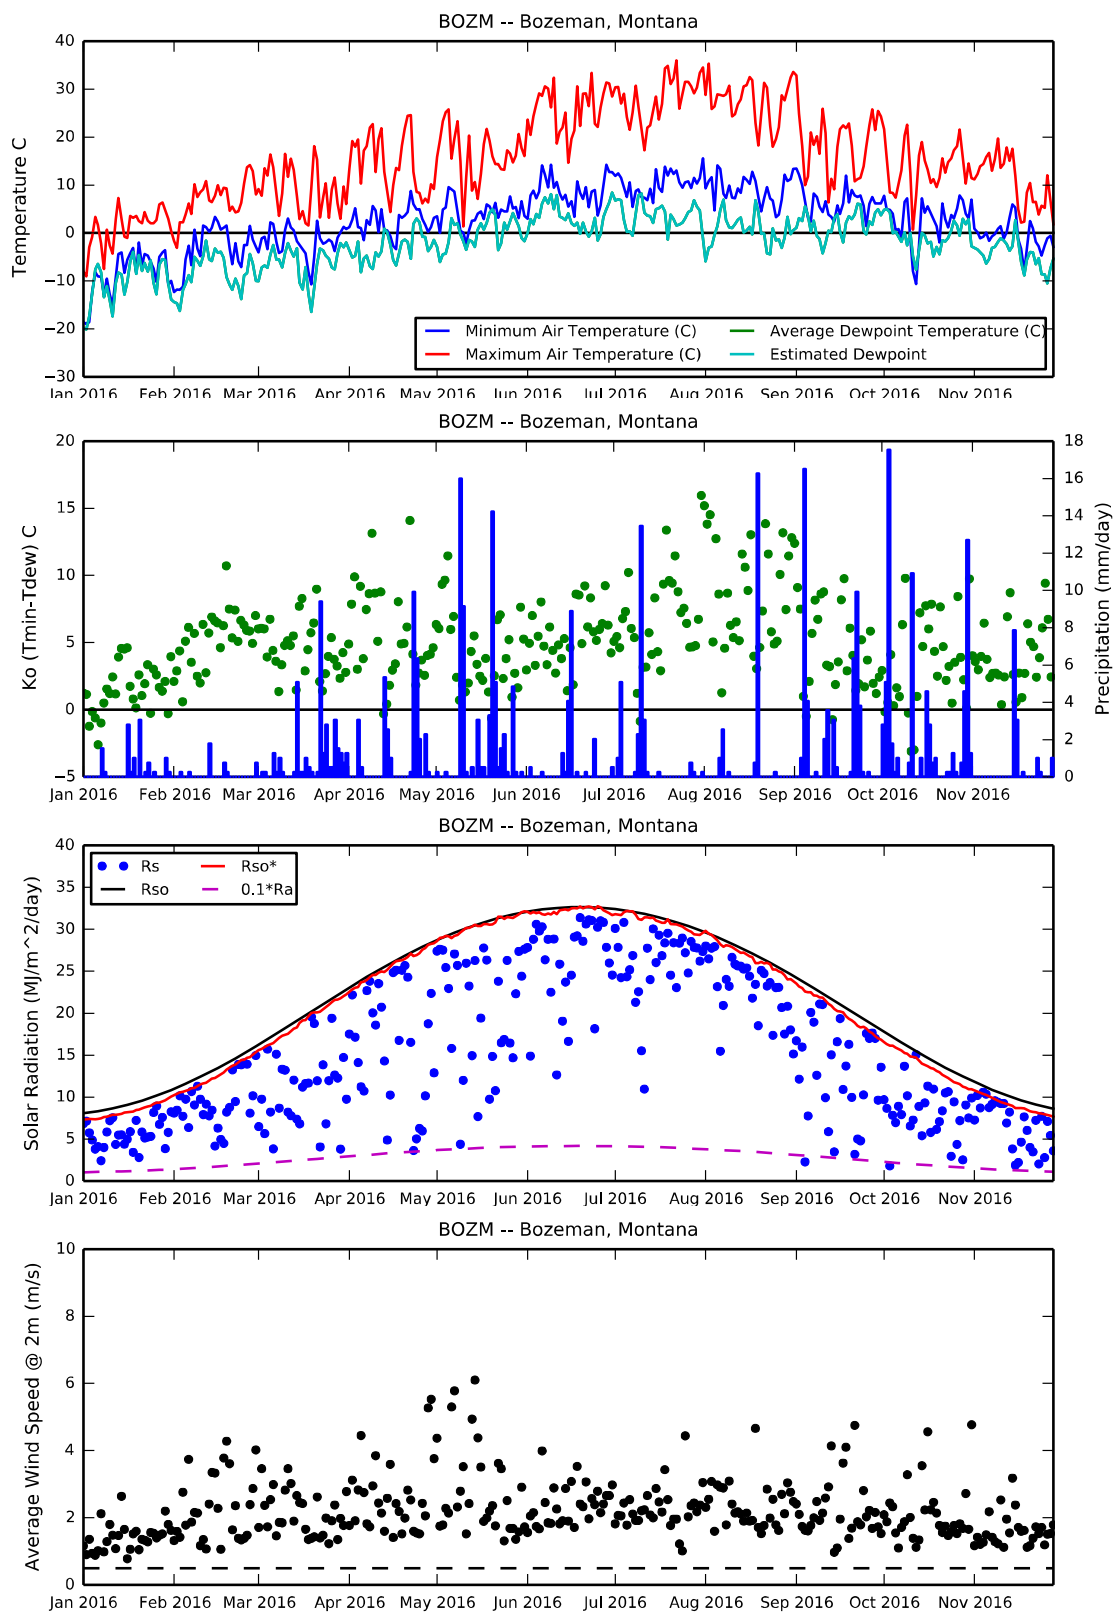 BOZM -- Bozeman, Montana
40
30
20
10
0
−10
−20
−30
Temperature C
Minimum Air Temperature (C)
Maximum Air Temperature (C)
Average Dewpoint Temperature (C)
Estimated Dewpoint
Jan 2016 Feb 2016 Mar 2016 Apr 2016 May 2016 Jun 2016 Jul 2016 Aug 2016 Sep 2016 Oct 2016 Nov 2016
BOZM -- Bozeman, Montana
20
15
10
5
0
−5
Ko (Tmin-Tdew) C
18
16
14
12
10
8
6
4
2
0
Precipitation (mm/day)
Jan 2016 Feb 2016 Mar 2016 Apr 2016 May 2016 Jun 2016 Jul 2016 Aug 2016 Sep 2016 Oct 2016 Nov 2016
BOZM -- Bozeman, Montana
40
35
30
25
20
15
10
5
0
Solar Radiation (MJ/m^2/day)
Rs
Rso
Rso*
0.1*Ra
Jan 2016 Feb 2016 Mar 2016 Apr 2016 May 2016 Jun 2016 Jul 2016 Aug 2016 Sep 2016 Oct 2016 Nov 2016
BOZM -- Bozeman, Montana
10
8
6
4
2
0
Average Wind Speed @ 2m (m/s)
Jan 2016 Feb 2016 Mar 2016 Apr 2016 May 2016 Jun 2016 Jul 2016 Aug 2016 Sep 2016 Oct 2016 Nov 2016